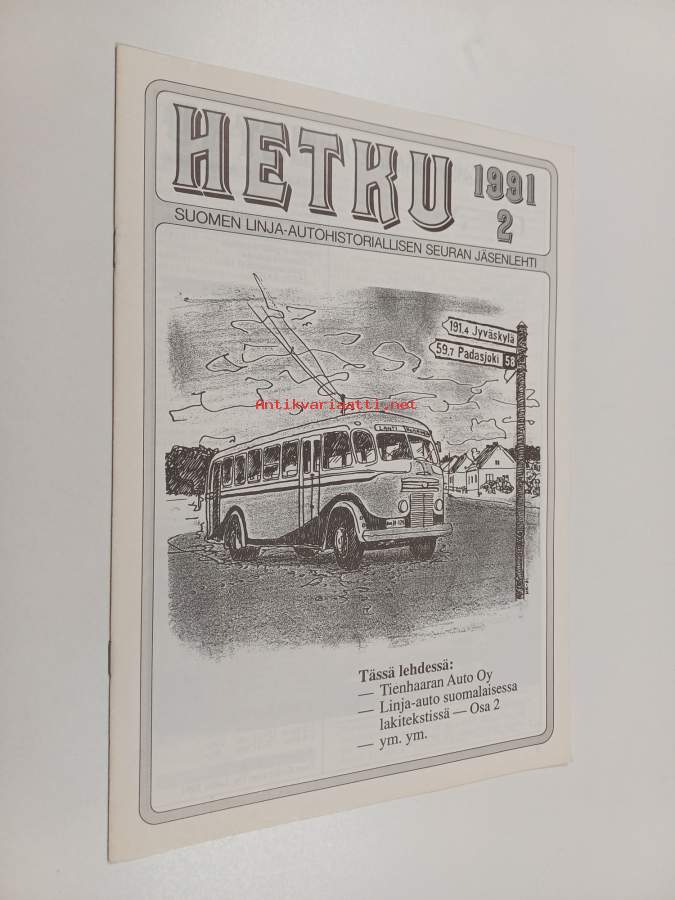 HETKU 1991
2
SUOMEN LINJA-AUTOHISTORIALLISEN SEURAN JÄSENLEHTI
191.4 Jyväskylä
59.7 Padasjoki 58
Antikvariaatti.net
LAHTI
Tässä lehdessä:
— Tienhaaran Auto Oy
— Linja-auto suomalaisessa
lakitekstissä — Osa 2
— ym. ym.